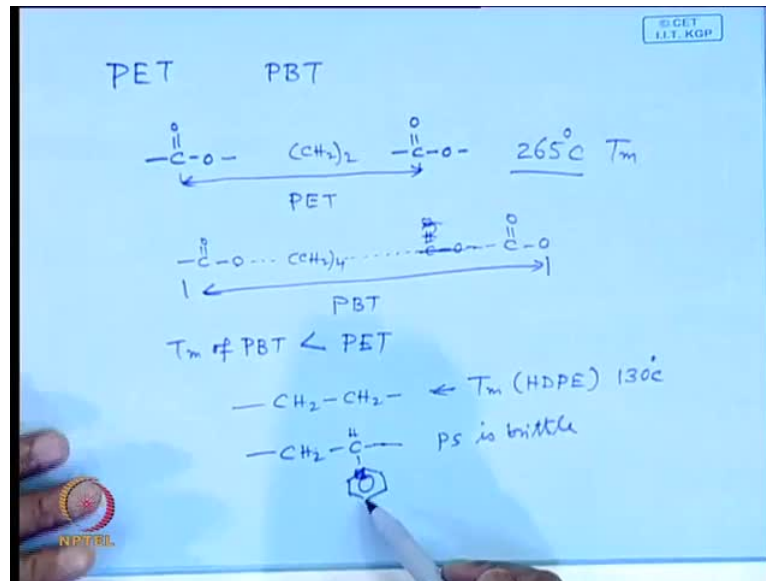 © CET
I.I.T. KGP
PET PBT
O O
|| ||
—C-O— (CH₂)₂ —C-O— 265°C Tm
PET
O O
|| ||
—C-O... (CH₂)₄ ....... C-O
PBT
Tm of PBT < PET
— CH₂-CH₂- ← Tm (HDPE) 130°C
H
—CH₂-C— PS is brittle
NPTEL